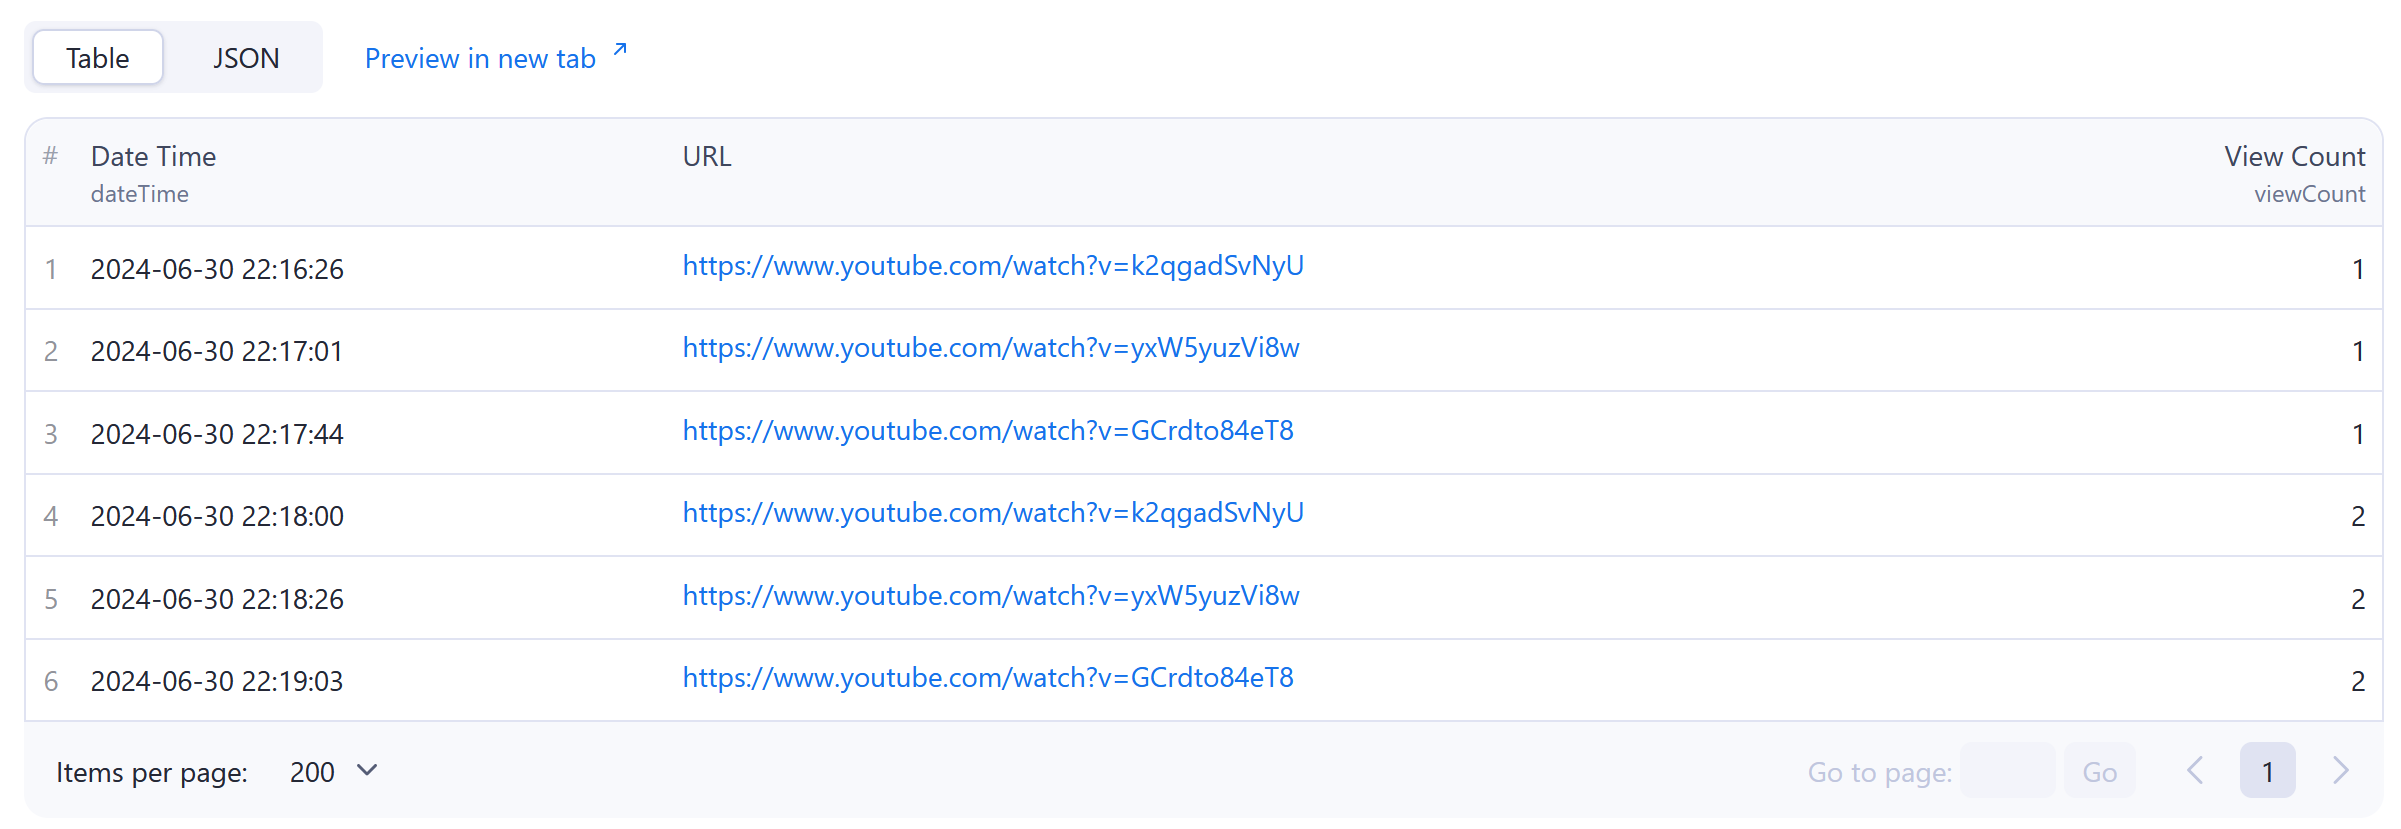 Table JSON Preview in new tab
# Date Time URL View Count
dateTime viewCount
1 2024-06-30 22:16:26 https://www.youtube.com/watch?v=k2qgadSvNyU 1
2 2024-06-30 22:17:01 https://www.youtube.com/watch?v=yxW5yuzVi8w 1
3 2024-06-30 22:17:44 https://www.youtube.com/watch?v=GCrdto84eT8 1
4 2024-06-30 22:18:00 https://www.youtube.com/watch?v=k2qgadSvNyU 2
5 2024-06-30 22:18:26 https://www.youtube.com/watch?v=yxW5yuzVi8w 2
6 2024-06-30 22:19:03 https://www.youtube.com/watch?v=GCrdto84eT8 2
Items per page: 200 Go to page: Go 1